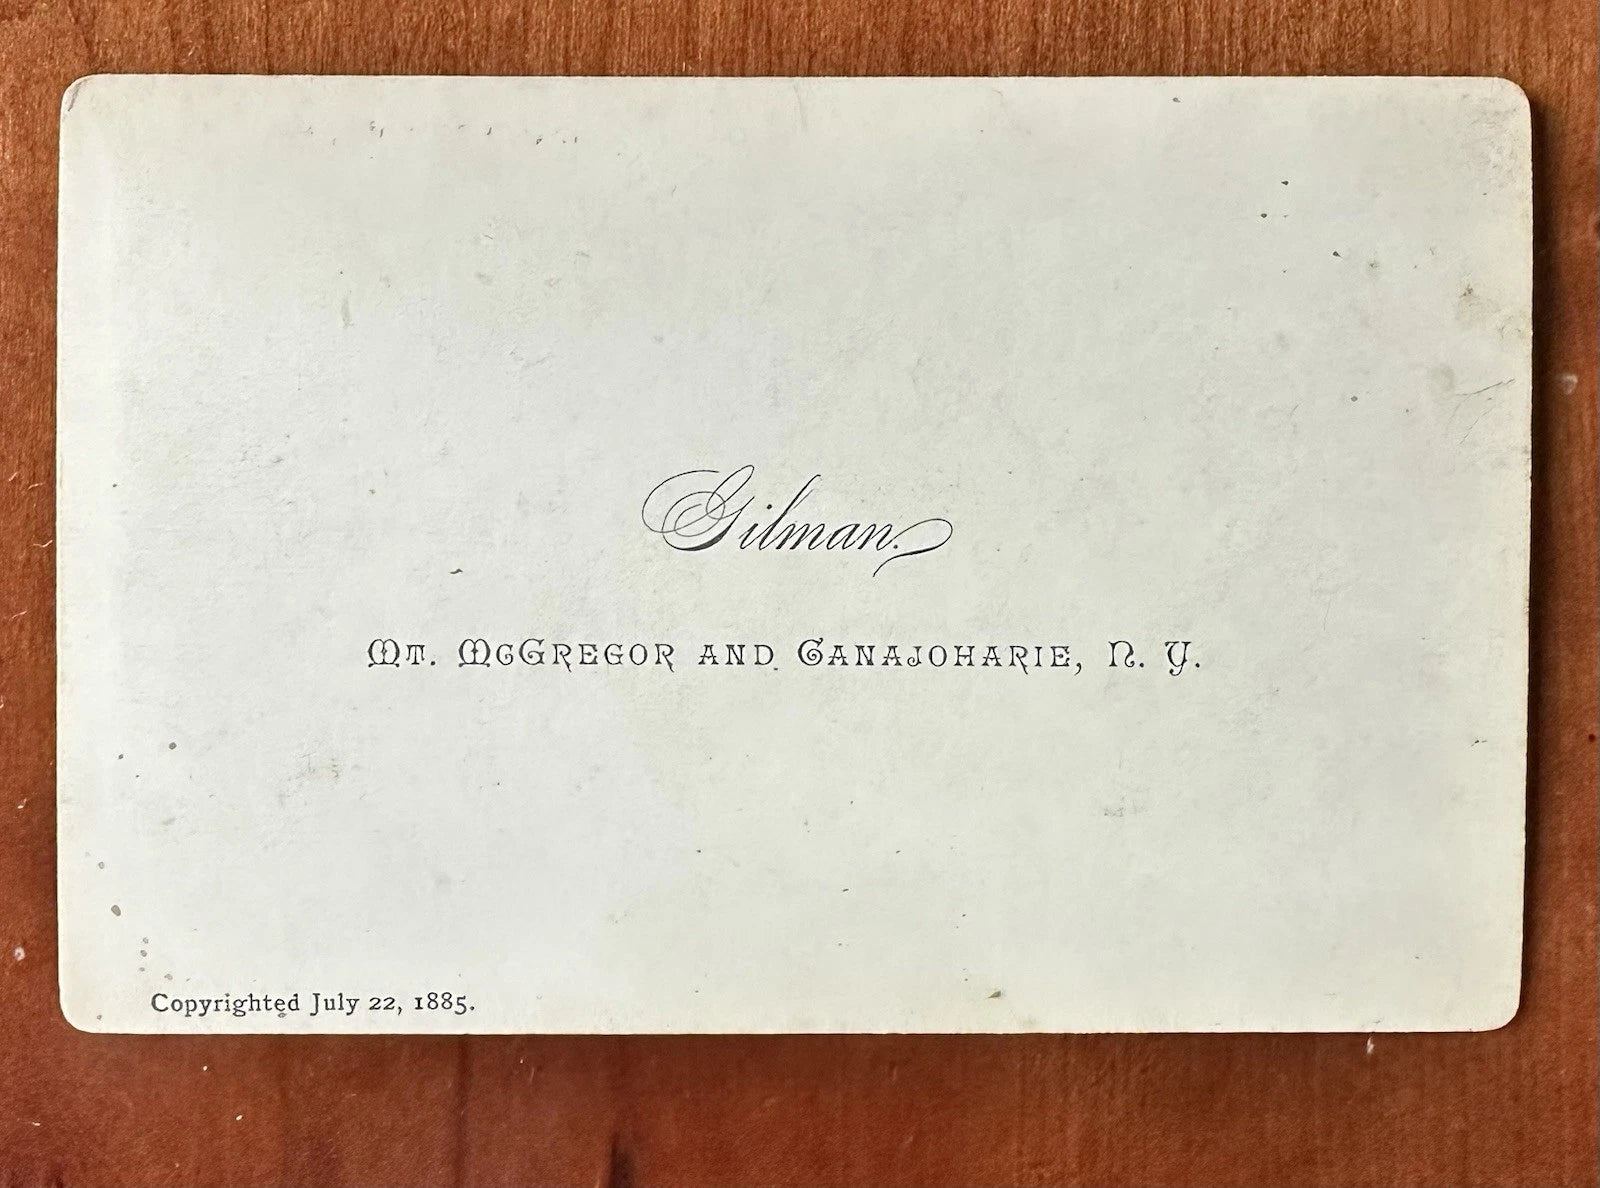 Gilman.
Mt. McGregor and Canajoharie, N. Y.
Copyrighted July 22, 1885.